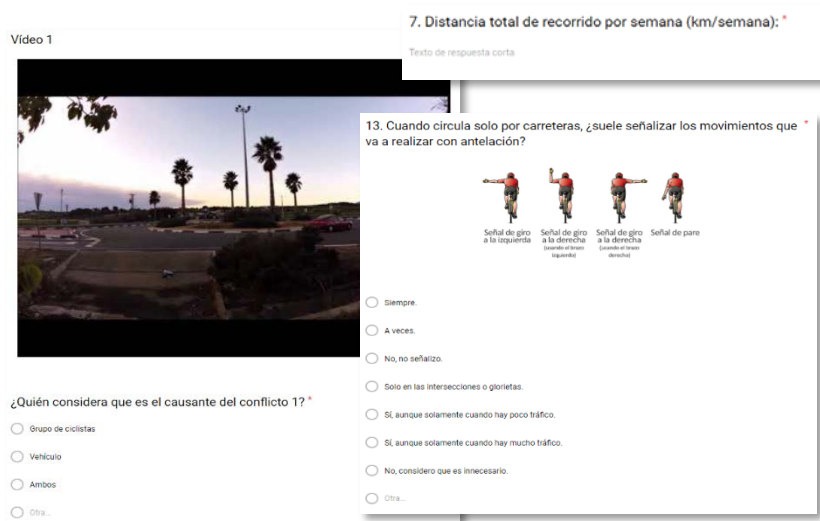 Vídeo 1
7. Distancia total de recorrido por semana (km/semana): *
Texto de respuesta corta
13. Cuando circula solo por carreteras, ¿suele señalizar los movimientos que *
va a realizar con antelación?
Señal de giro a la izquierda
Señal de giro a la derecha (usando el brazo izquierdo)
Señal de giro a la derecha (usando el brazo derecho)
Señal de pare
Siempre.
A veces.
No, no señalizo.
Solo en las intersecciones o glorietas.
Sí, aunque solamente cuando hay poco tráfico.
Sí, aunque solamente cuando hay mucho tráfico.
No, considero que es innecesario.
Otra...
¿Quién considera que es el causante del conflicto 1? *
Grupo de ciclistas
Vehículo
Ambos
Otra...